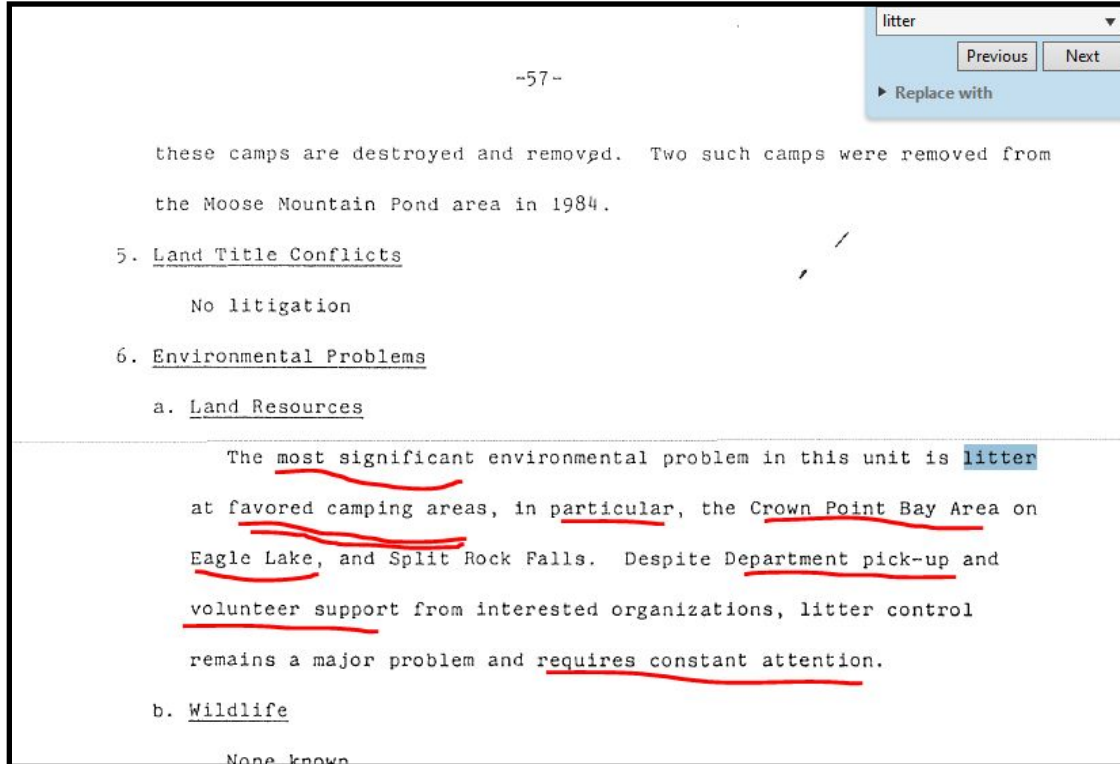 litter
Previous Next
Replace with
-57-
these camps are destroyed and removed. Two such camps were removed from
the Moose Mountain Pond area in 1984.
5. Land Title Conflicts
No litigation
6. Environmental Problems
a. Land Resources
The most significant environmental problem in this unit is litter
at favored camping areas, in particular, the Crown Point Bay Area on
Eagle Lake, and Split Rock Falls. Despite Department pick-up and
volunteer support from interested organizations, litter control
remains a major problem and requires constant attention.
b. Wildlife
None known